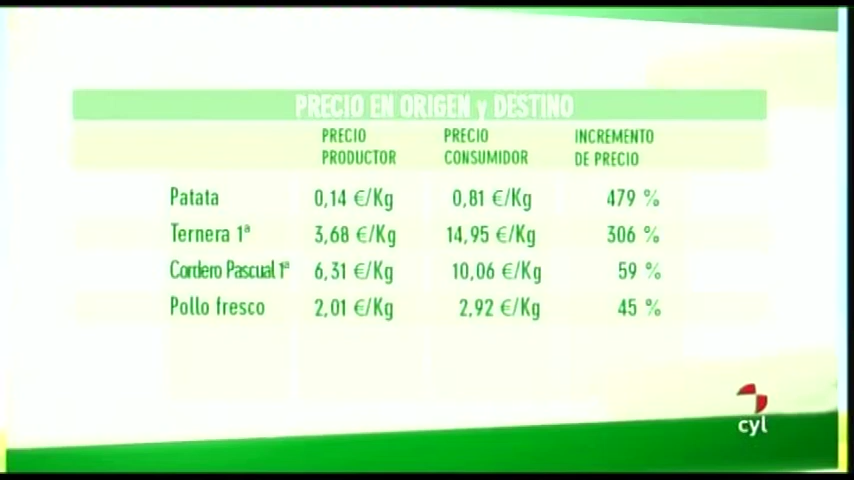 PRECIO EN ORIGEN y DESTINO
PRECIO PRODUCTOR PRECIO CONSUMIDOR INCREMENTO DE PRECIO
Patata 0,14 €/Kg 0,81 €/Kg 479 %
Ternera 1ª 3,68 €/Kg 14,95 €/Kg 306 %
Cordero Pascual 1ª 6,31 €/Kg 10,06 €/Kg 59 %
Pollo fresco 2,01 €/Kg 2,92 €/Kg 45 %
cyl